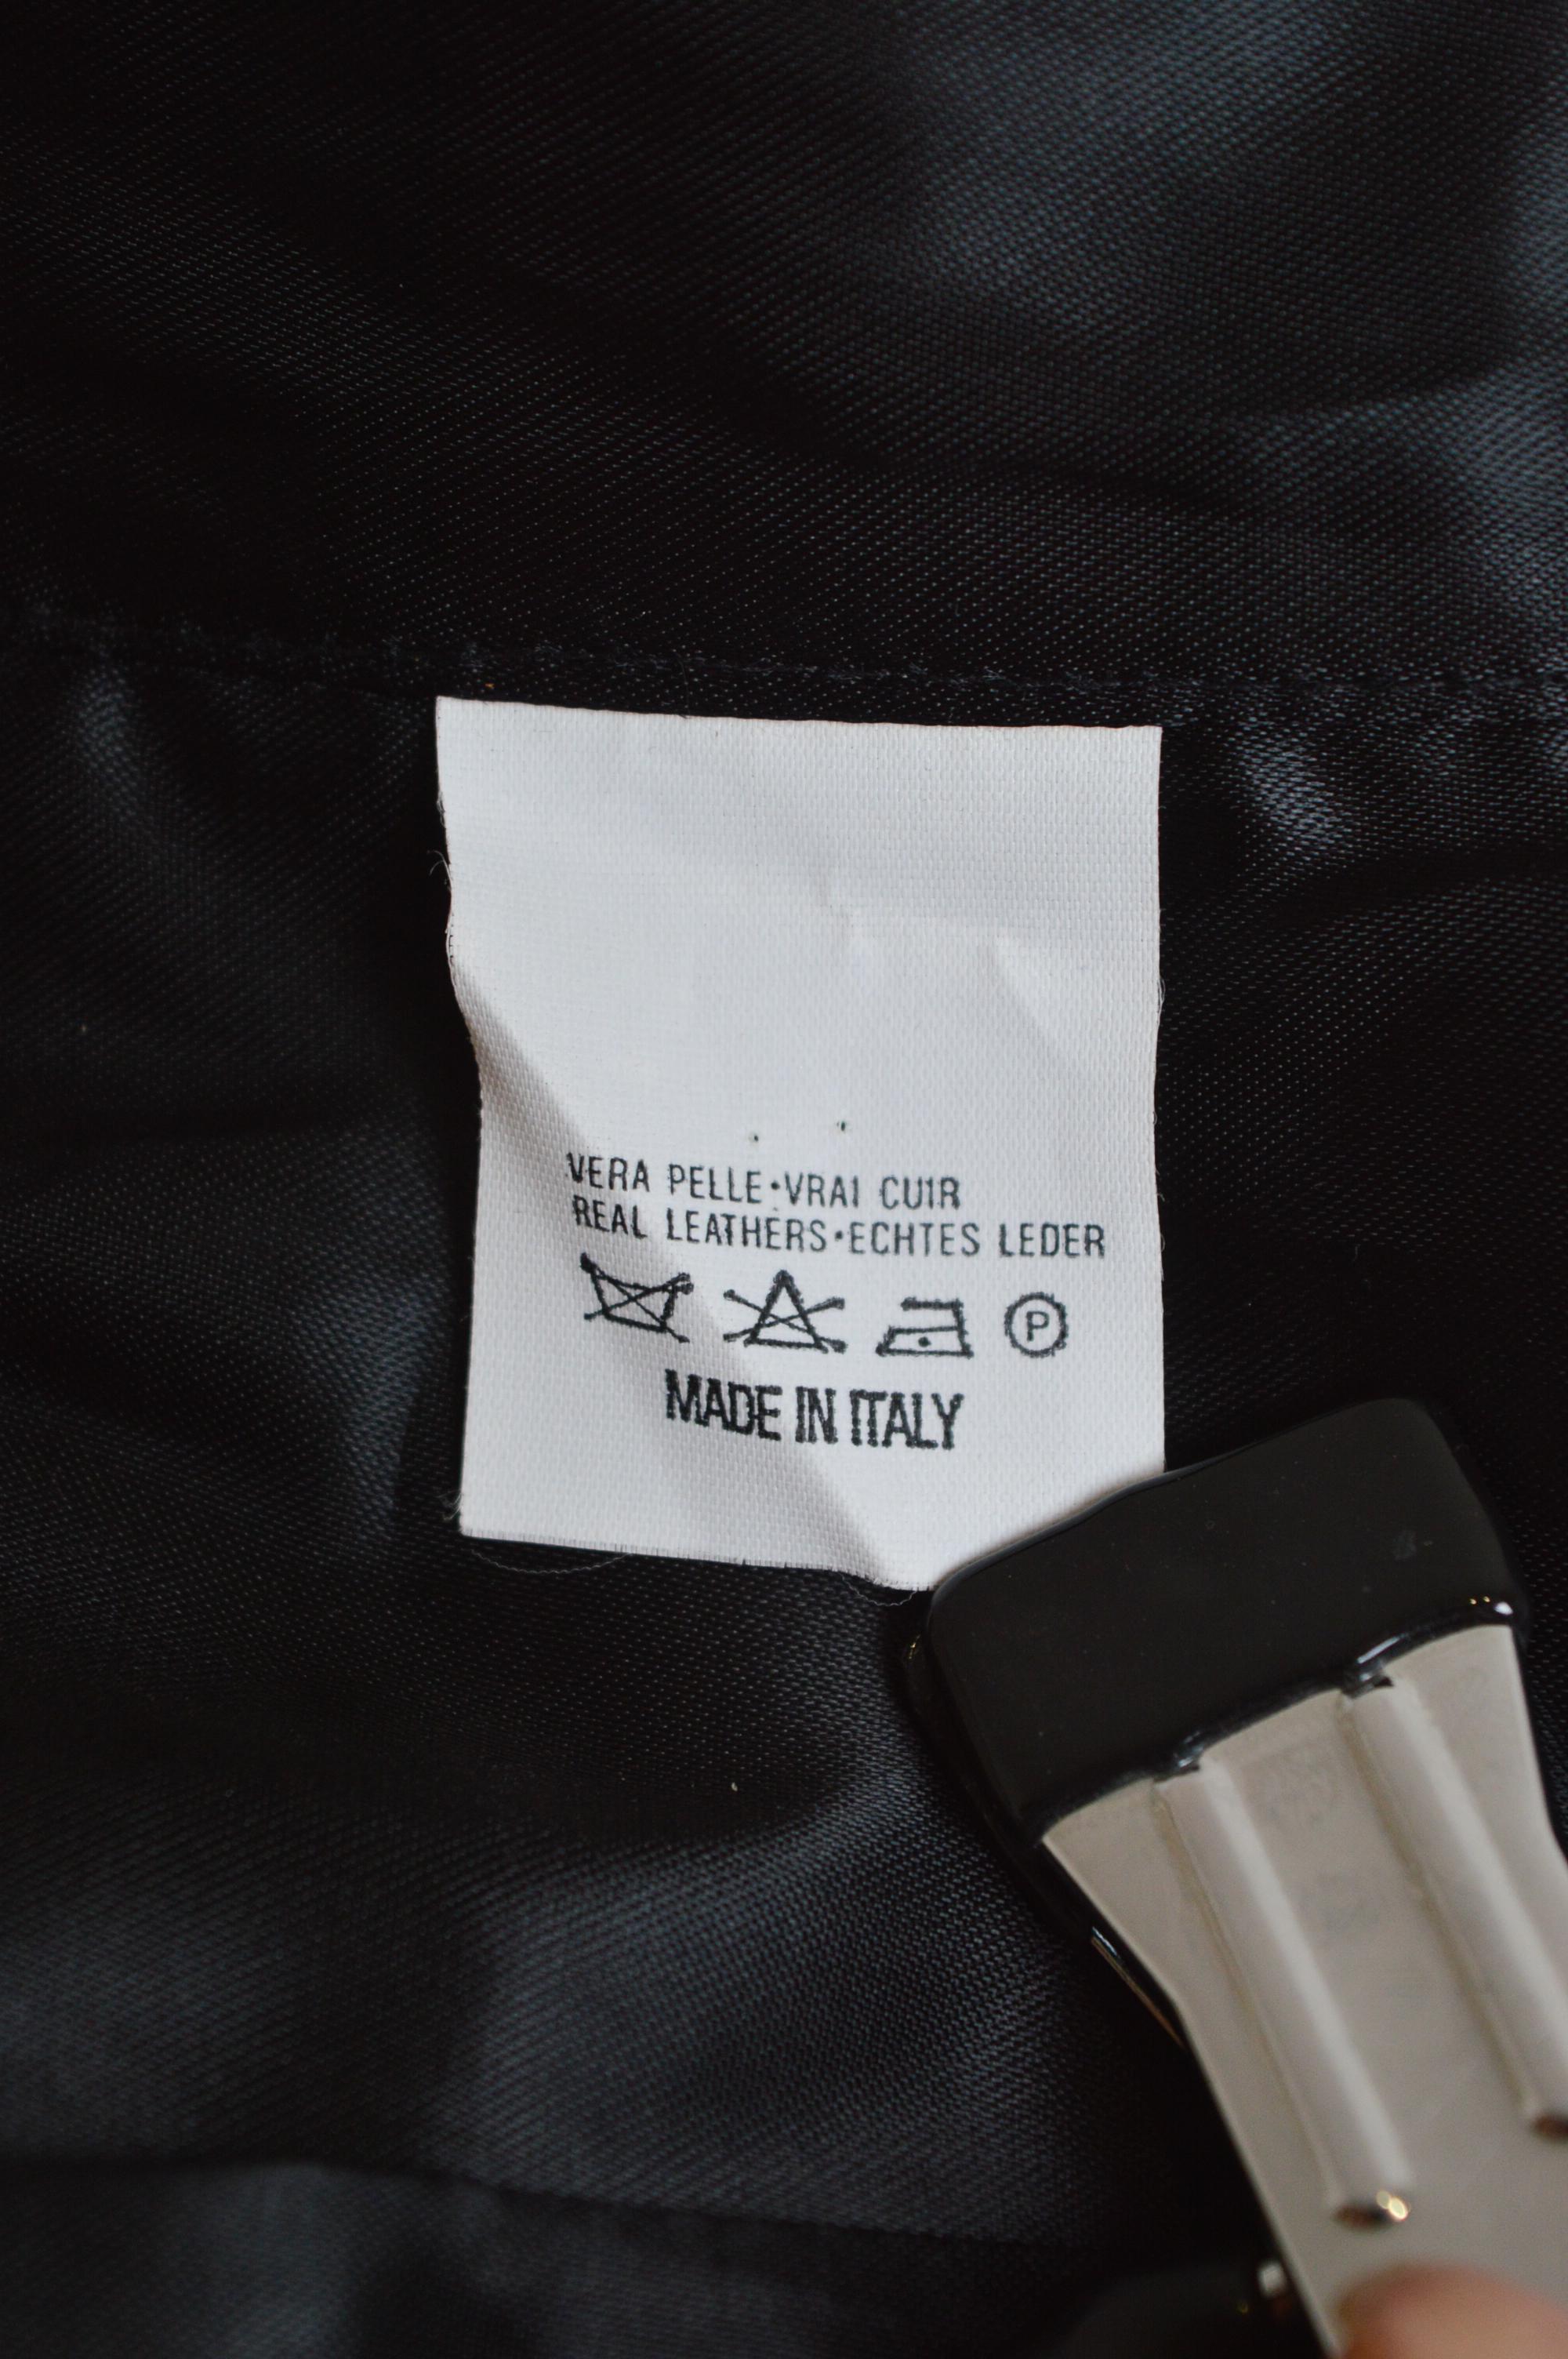 VERA PELLE•VRAI CUIR
REAL LEATHERS•ECHTES LEDER
P
MADE IN ITALY